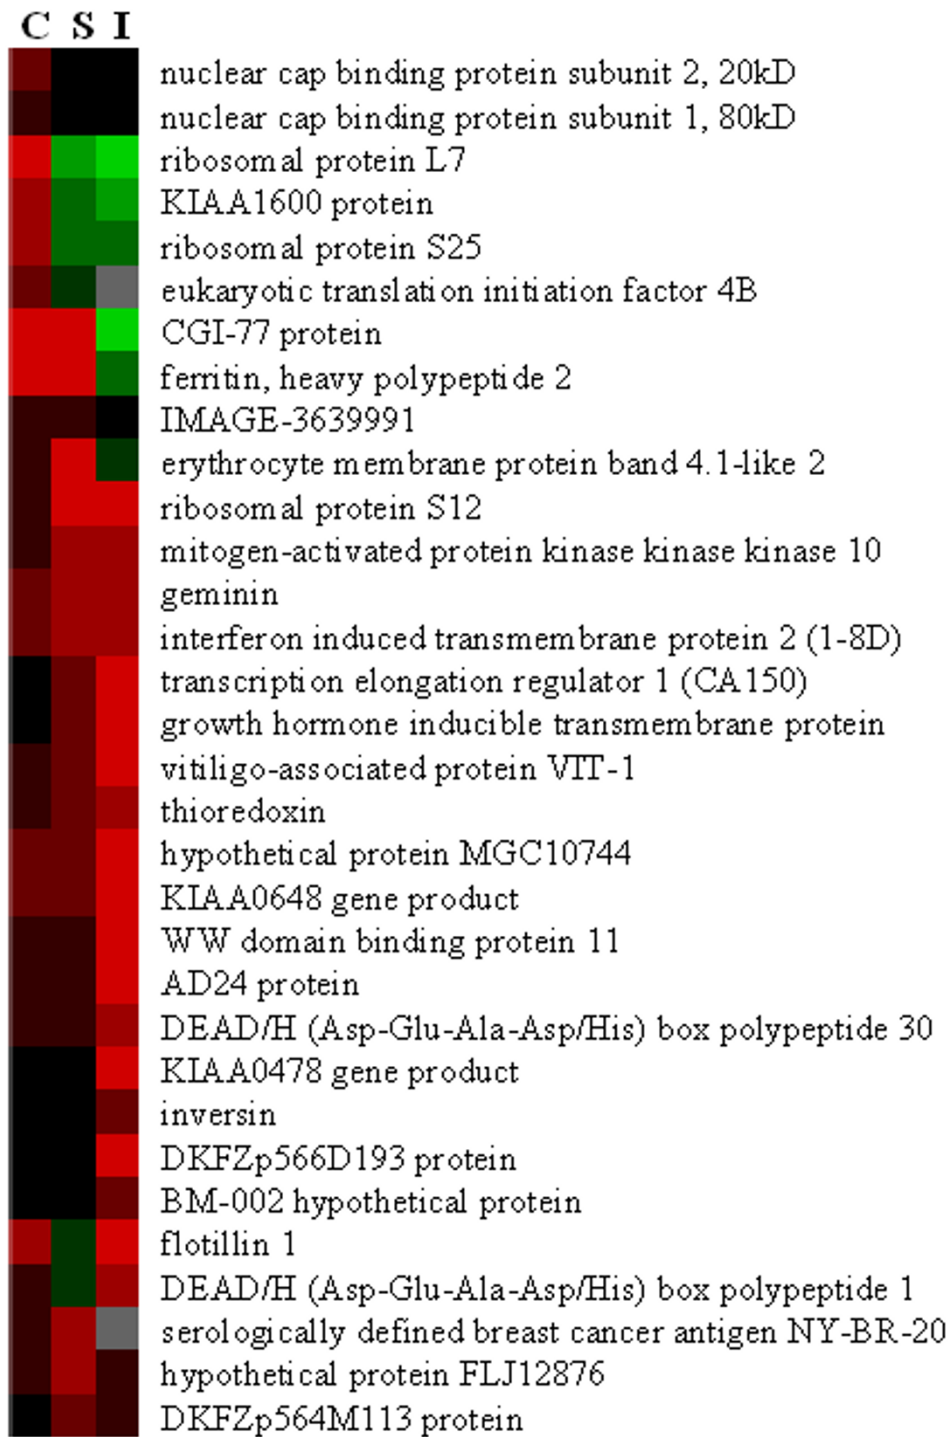 C S I
nuclear cap binding protein subunit 2, 20kD
nuclear cap binding protein subunit 1, 80kD
ribosomal protein L7
KIAA1600 protein
ribosomal protein S25
eukaryotic translation initiation factor 4B
CGI-77 protein
ferritin, heavy polypeptide 2
IMAGE-3639991
erythrocyte membrane protein band 4.1-like 2
ribosomal protein S12
mitogen-activated protein kinase kinase kinase 10
geminin
interferon induced transmembrane protein 2 (1-8D)
transcription elongation regulator 1 (CA150)
growth hormone inducible transmembrane protein
vitiligo-associated protein VIT-1
thioredoxin
hypothetical protein MGC10744
KIAA0648 gene product
WW domain binding protein 11
AD24 protein
DEAD/H (Asp-Glu-Ala-Asp/His) box polypeptide 30
KIAA0478 gene product
inversin
DKFZp566D193 protein
BM-002 hypothetical protein
flotillin 1
DEAD/H (Asp-Glu-Ala-Asp/His) box polypeptide 1
serologically defined breast cancer antigen NY-BR-20
hypothetical protein FLJ12876
DKFZp564M113 protein